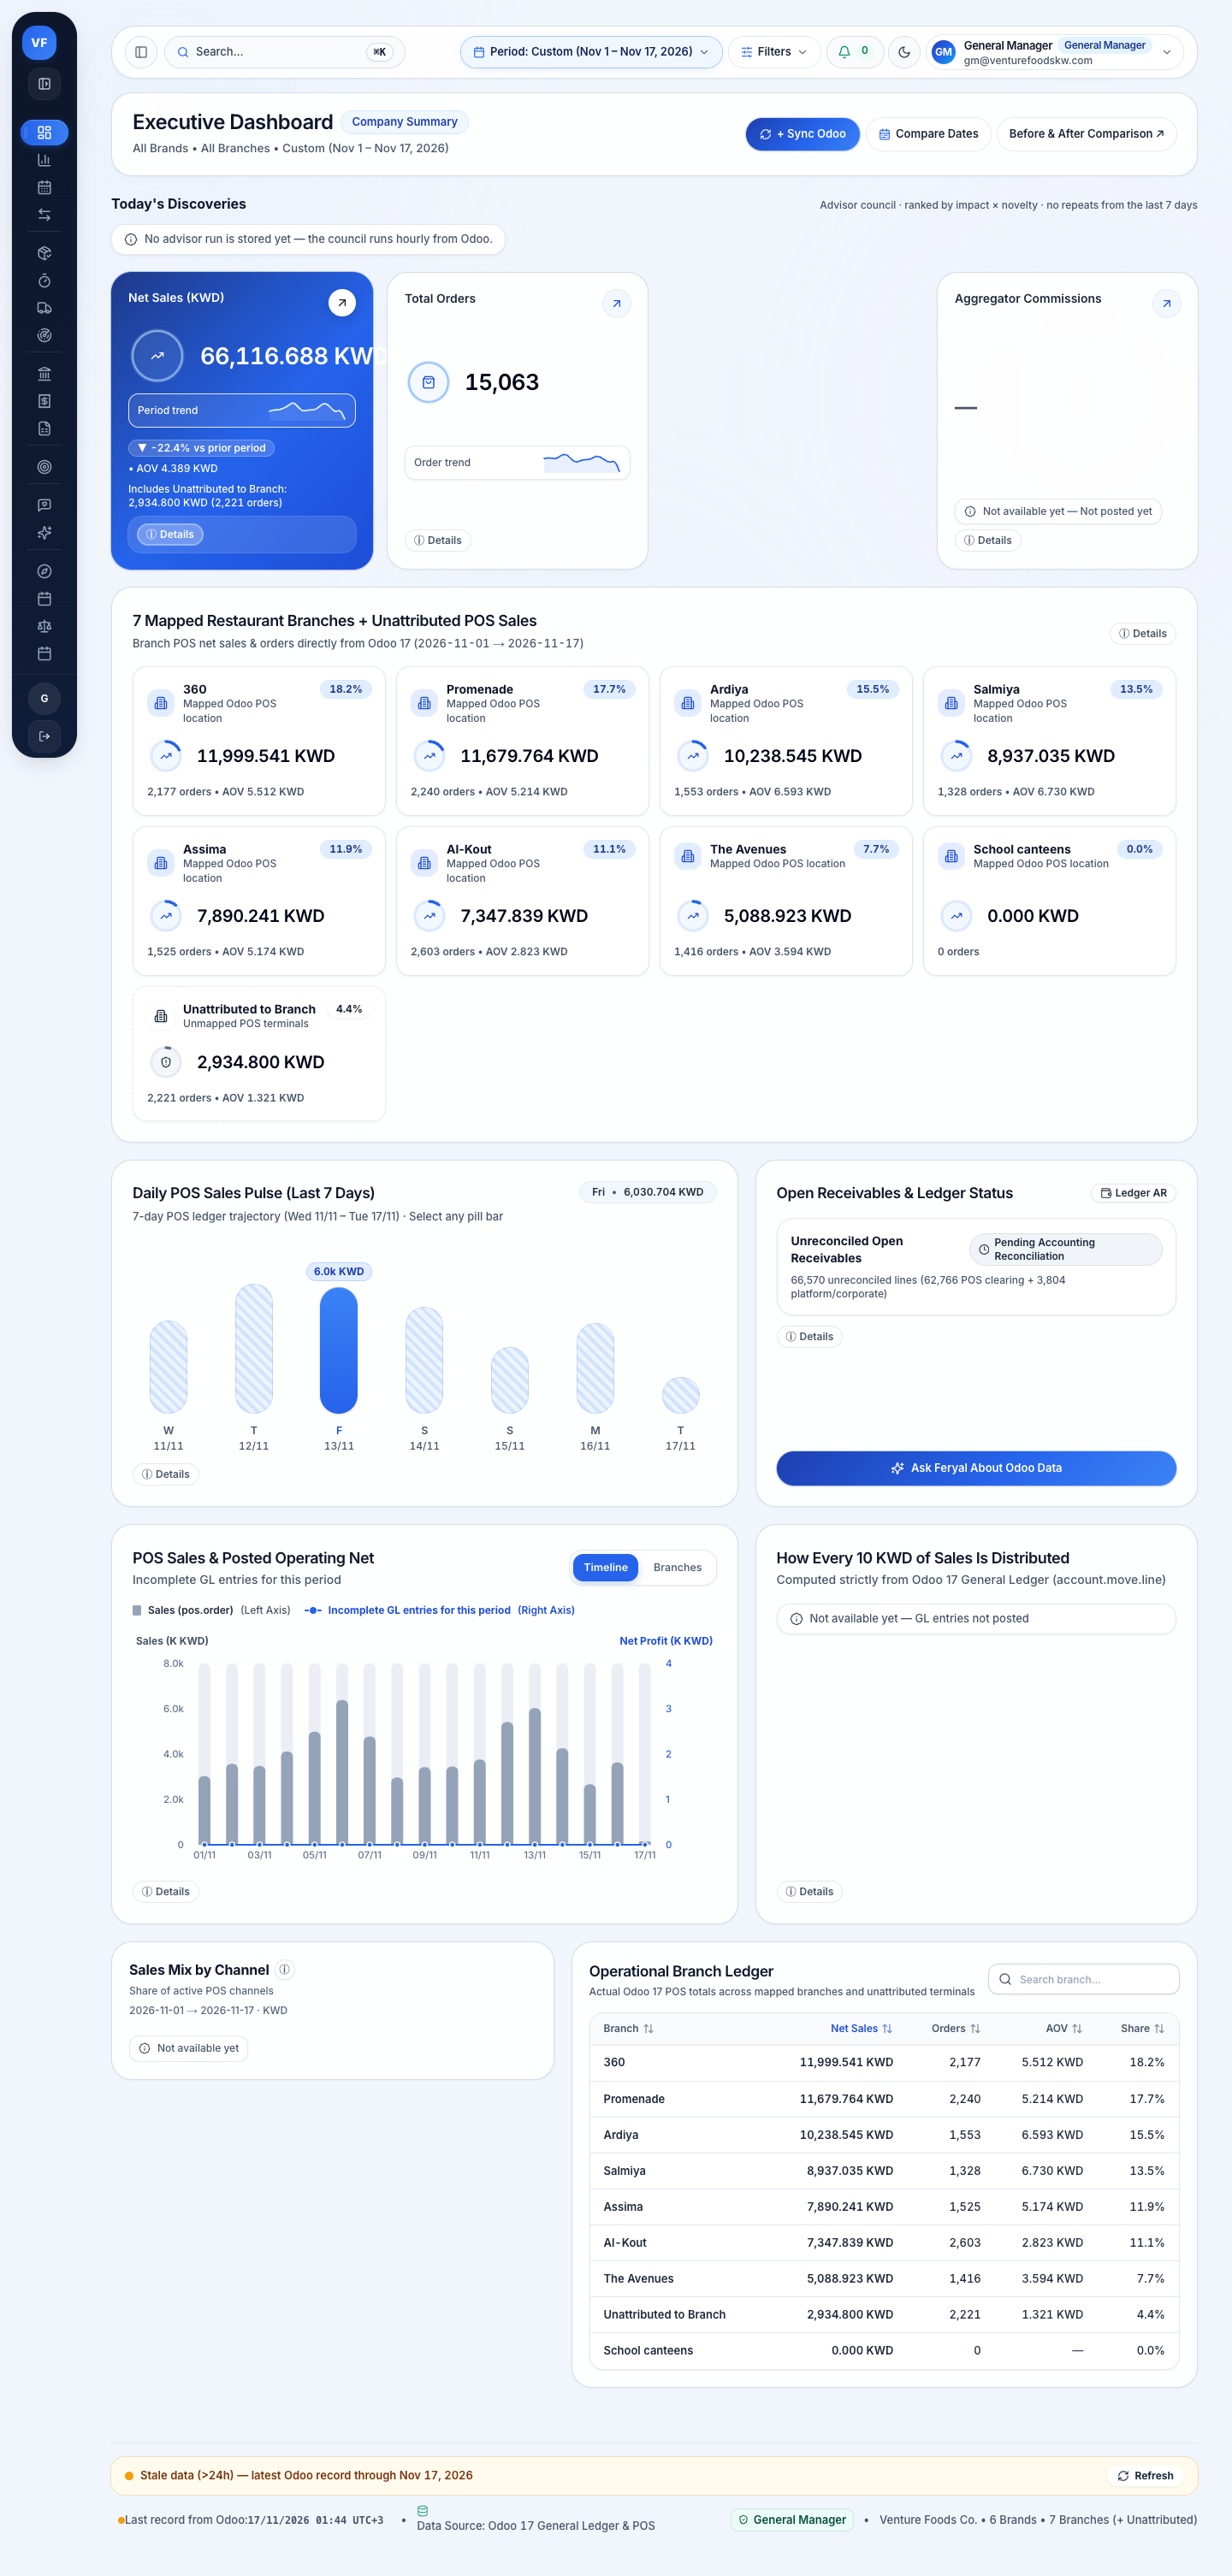 VF
Search...
⌘K
Period: Custom (Nov 1 – Nov 17, 2026)
Filters
0
GM
General Manager
General Manager
gm@venturefoodskw.com
Executive Dashboard
Company Summary
All Brands • All Branches • Custom (Nov 1 – Nov 17, 2026)
+ Sync Odoo
Compare Dates
Before & After Comparison ↗
Today's Discoveries
Advisor council · ranked by impact × novelty · no repeats from the last 7 days
No advisor run is stored yet — the council runs hourly from Odoo.
Net Sales (KWD)
66,116.688 KWD
Period trend
▼ -22.4% vs prior period
• AOV 4.389 KWD
Includes Unattributed to Branch:
2,934.800 KWD (2,221 orders)
ⓘ Details
Total Orders
15,063
Order trend
ⓘ Details
Aggregator Commissions
—
Not available yet — Not posted yet
ⓘ Details
7 Mapped Restaurant Branches + Unattributed POS Sales
Branch POS net sales & orders directly from Odoo 17 (2026-11-01 → 2026-11-17)
ⓘ Details
360
18.2%
Mapped Odoo POS
location
11,999.541 KWD
2,177 orders • AOV 5.512 KWD
Promenade
17.7%
Mapped Odoo POS
location
11,679.764 KWD
2,240 orders • AOV 5.214 KWD
Ardiya
15.5%
Mapped Odoo POS
location
10,238.545 KWD
1,553 orders • AOV 6.593 KWD
Salmiya
13.5%
Mapped Odoo POS
location
8,937.035 KWD
1,328 orders • AOV 6.730 KWD
Assima
11.9%
Mapped Odoo POS
location
7,890.241 KWD
1,525 orders • AOV 5.174 KWD
Al-Kout
11.1%
Mapped Odoo POS
location
7,347.839 KWD
2,603 orders • AOV 2.823 KWD
The Avenues
7.7%
Mapped Odoo POS location
5,088.923 KWD
1,416 orders • AOV 3.594 KWD
School canteens
0.0%
Mapped Odoo POS location
0.000 KWD
0 orders
Unattributed to Branch
4.4%
Unmapped POS terminals
2,934.800 KWD
2,221 orders • AOV 1.321 KWD
G
Daily POS Sales Pulse (Last 7 Days)
Fri • 6,030.704 KWD
7-day POS ledger trajectory (Wed 11/11 – Tue 17/11) · Select any pill bar
6.0k KWD
W T F S S M T
11/11 12/11 13/11 14/11 15/11 16/11 17/11
ⓘ Details
Open Receivables & Ledger Status
Ledger AR
Unreconciled Open
Receivables
Pending Accounting
Reconciliation
66,570 unreconciled lines (62,766 POS clearing + 3,804
platform/corporate)
ⓘ Details
Ask Feryal About Odoo Data
POS Sales & Posted Operating Net
Incomplete GL entries for this period
Timeline
Branches
Sales (pos.order) (Left Axis)
Incomplete GL entries for this period (Right Axis)
Sales (K KWD)
Net Profit (K KWD)
8.0k 4
6.0k 3
4.0k 2
2.0k 1
0 0
01/11 03/11 05/11 07/11 09/11 11/11 13/11 15/11 17/11
ⓘ Details
How Every 10 KWD of Sales Is Distributed
Computed strictly from Odoo 17 General Ledger (account.move.line)
Not available yet — GL entries not posted
ⓘ Details
Sales Mix by Channel ⓘ
Share of active POS channels
2026-11-01 → 2026-11-17 · KWD
Not available yet
Operational Branch Ledger
Actual Odoo 17 POS totals across mapped branches and unattributed terminals
Search branch...
Branch Net Sales Orders AOV Share
360 11,999.541 KWD 2,177 5.512 KWD 18.2%
Promenade 11,679.764 KWD 2,240 5.214 KWD 17.7%
Ardiya 10,238.545 KWD 1,553 6.593 KWD 15.5%
Salmiya 8,937.035 KWD 1,328 6.730 KWD 13.5%
Assima 7,890.241 KWD 1,525 5.174 KWD 11.9%
Al-Kout 7,347.839 KWD 2,603 2.823 KWD 11.1%
The Avenues 5,088.923 KWD 1,416 3.594 KWD 7.7%
Unattributed to Branch 2,934.800 KWD 2,221 1.321 KWD 4.4%
School canteens 0.000 KWD 0 — 0.0%
Stale data (>24h) — latest Odoo record through Nov 17, 2026
Refresh
Last record from Odoo:17/11/2026 01:44 UTC+3
•
Data Source: Odoo 17 General Ledger & POS
General Manager
• Venture Foods Co. • 6 Brands • 7 Branches (+ Unattributed)